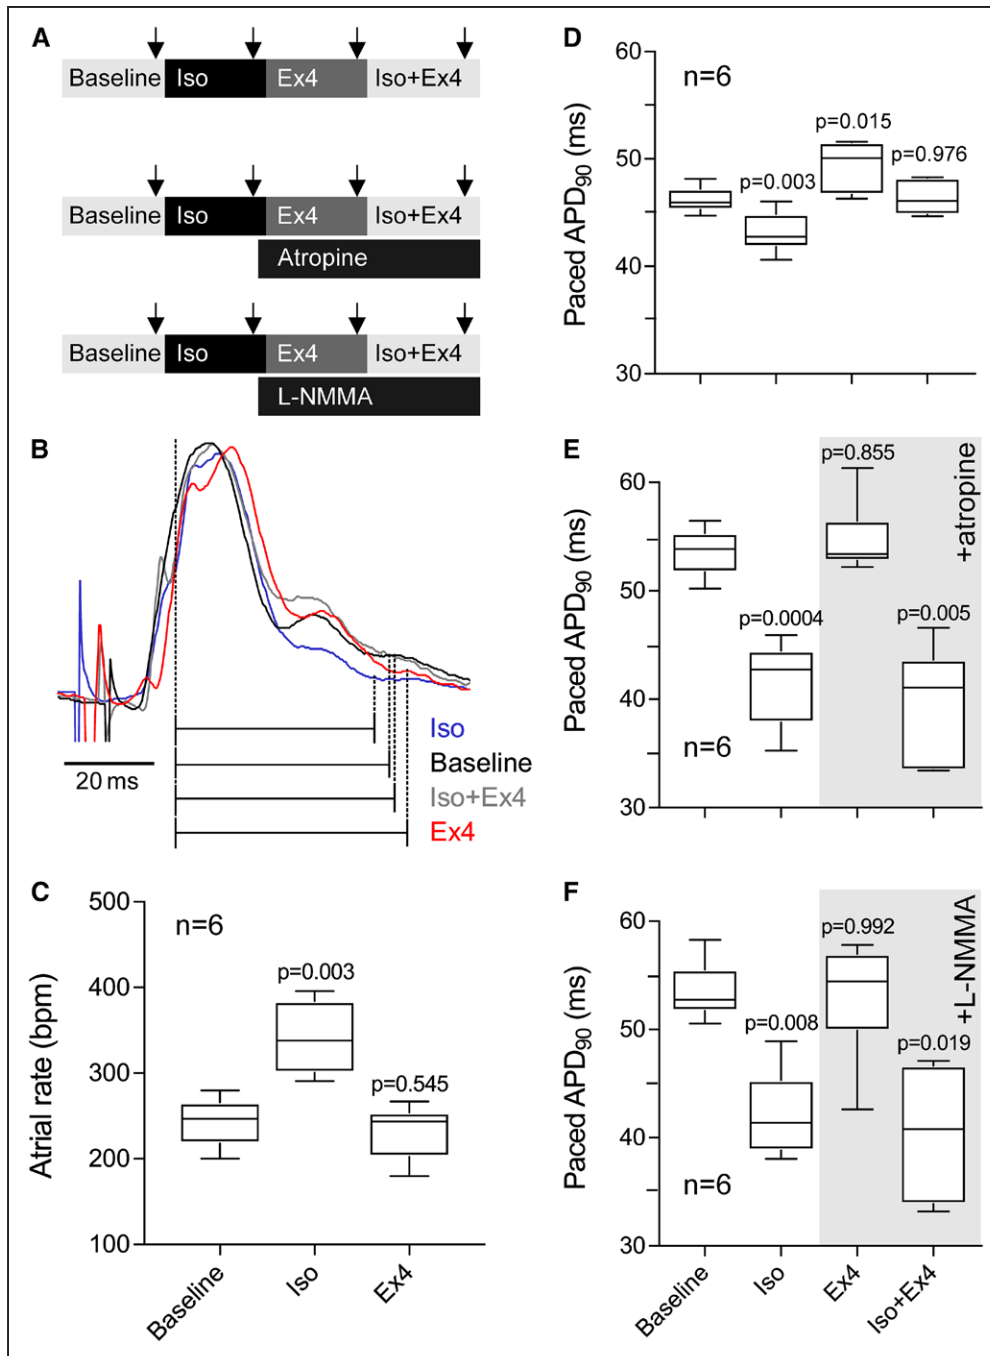 A
Baseline Iso Ex4 Iso+Ex4
Baseline Iso Ex4 Iso+Ex4
Atropine
Baseline Iso Ex4 Iso+Ex4
L-NMMA
B
Iso
Baseline
Iso+Ex4
Ex4
20 ms
C
n=6
Atrial rate (bpm)
500
400
300
200
100
p=0.003
p=0.545
Baseline Iso Ex4
D
n=6
Paced APD90 (ms)
60
50
40
30
p=0.003
p=0.015
p=0.976
E
+atropine
Paced APD90 (ms)
60
50
40
30
p=0.0004
p=0.855
p=0.005
n=6
F
+L-NMMA
Paced APD90 (ms)
60
50
40
30
p=0.008
p=0.992
p=0.019
n=6
Baseline Iso Ex4 Iso+Ex4